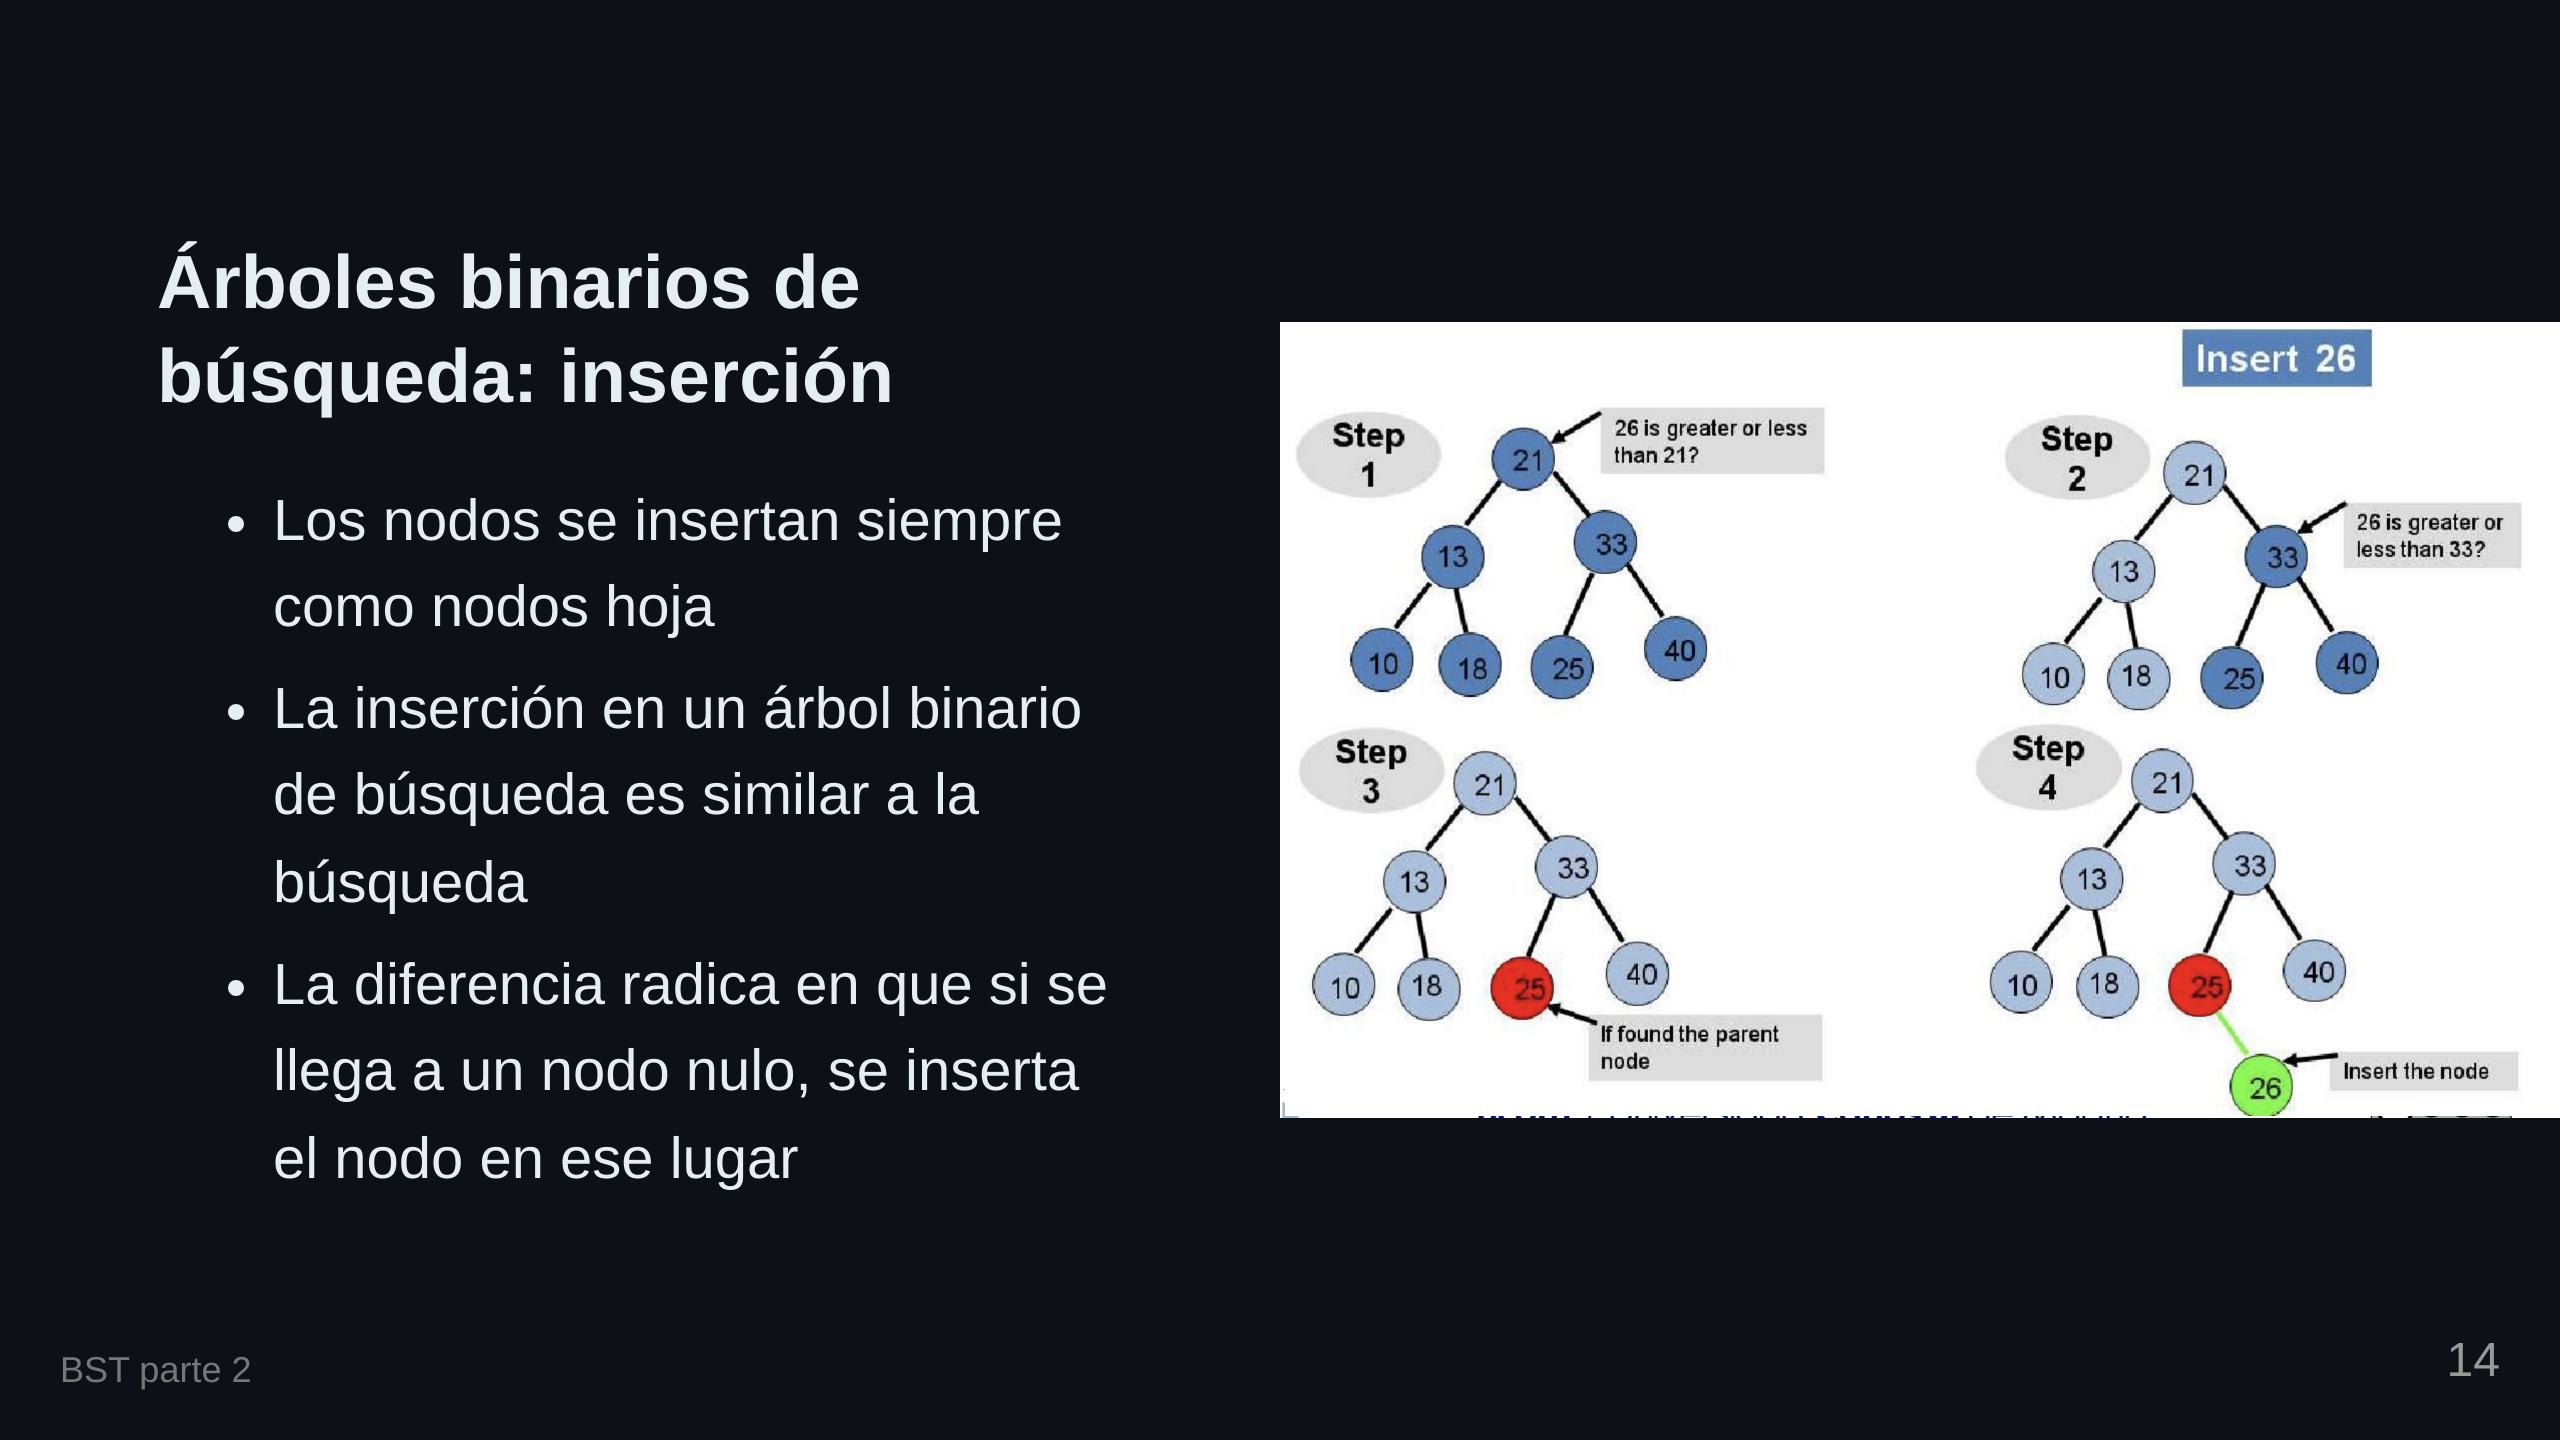 Árboles binarios de
búsqueda: inserción
• Los nodos se insertan siempre
como nodos hoja
• La inserción en un árbol binario
de búsqueda es similar a la
búsqueda
• La diferencia radica en que si se
llega a un nodo nulo, se inserta
el nodo en ese lugar
Insert 26
Step
1
26 is greater or less
than 21?
21
13
33
10
18
25
40
Step
2
26 is greater or
less than 33?
21
13
33
10
18
25
40
Step
3
21
13
33
10
18
25
40
If found the parent
node
Step
4
21
13
33
10
18
25
40
26
Insert the node
BST parte 2
14